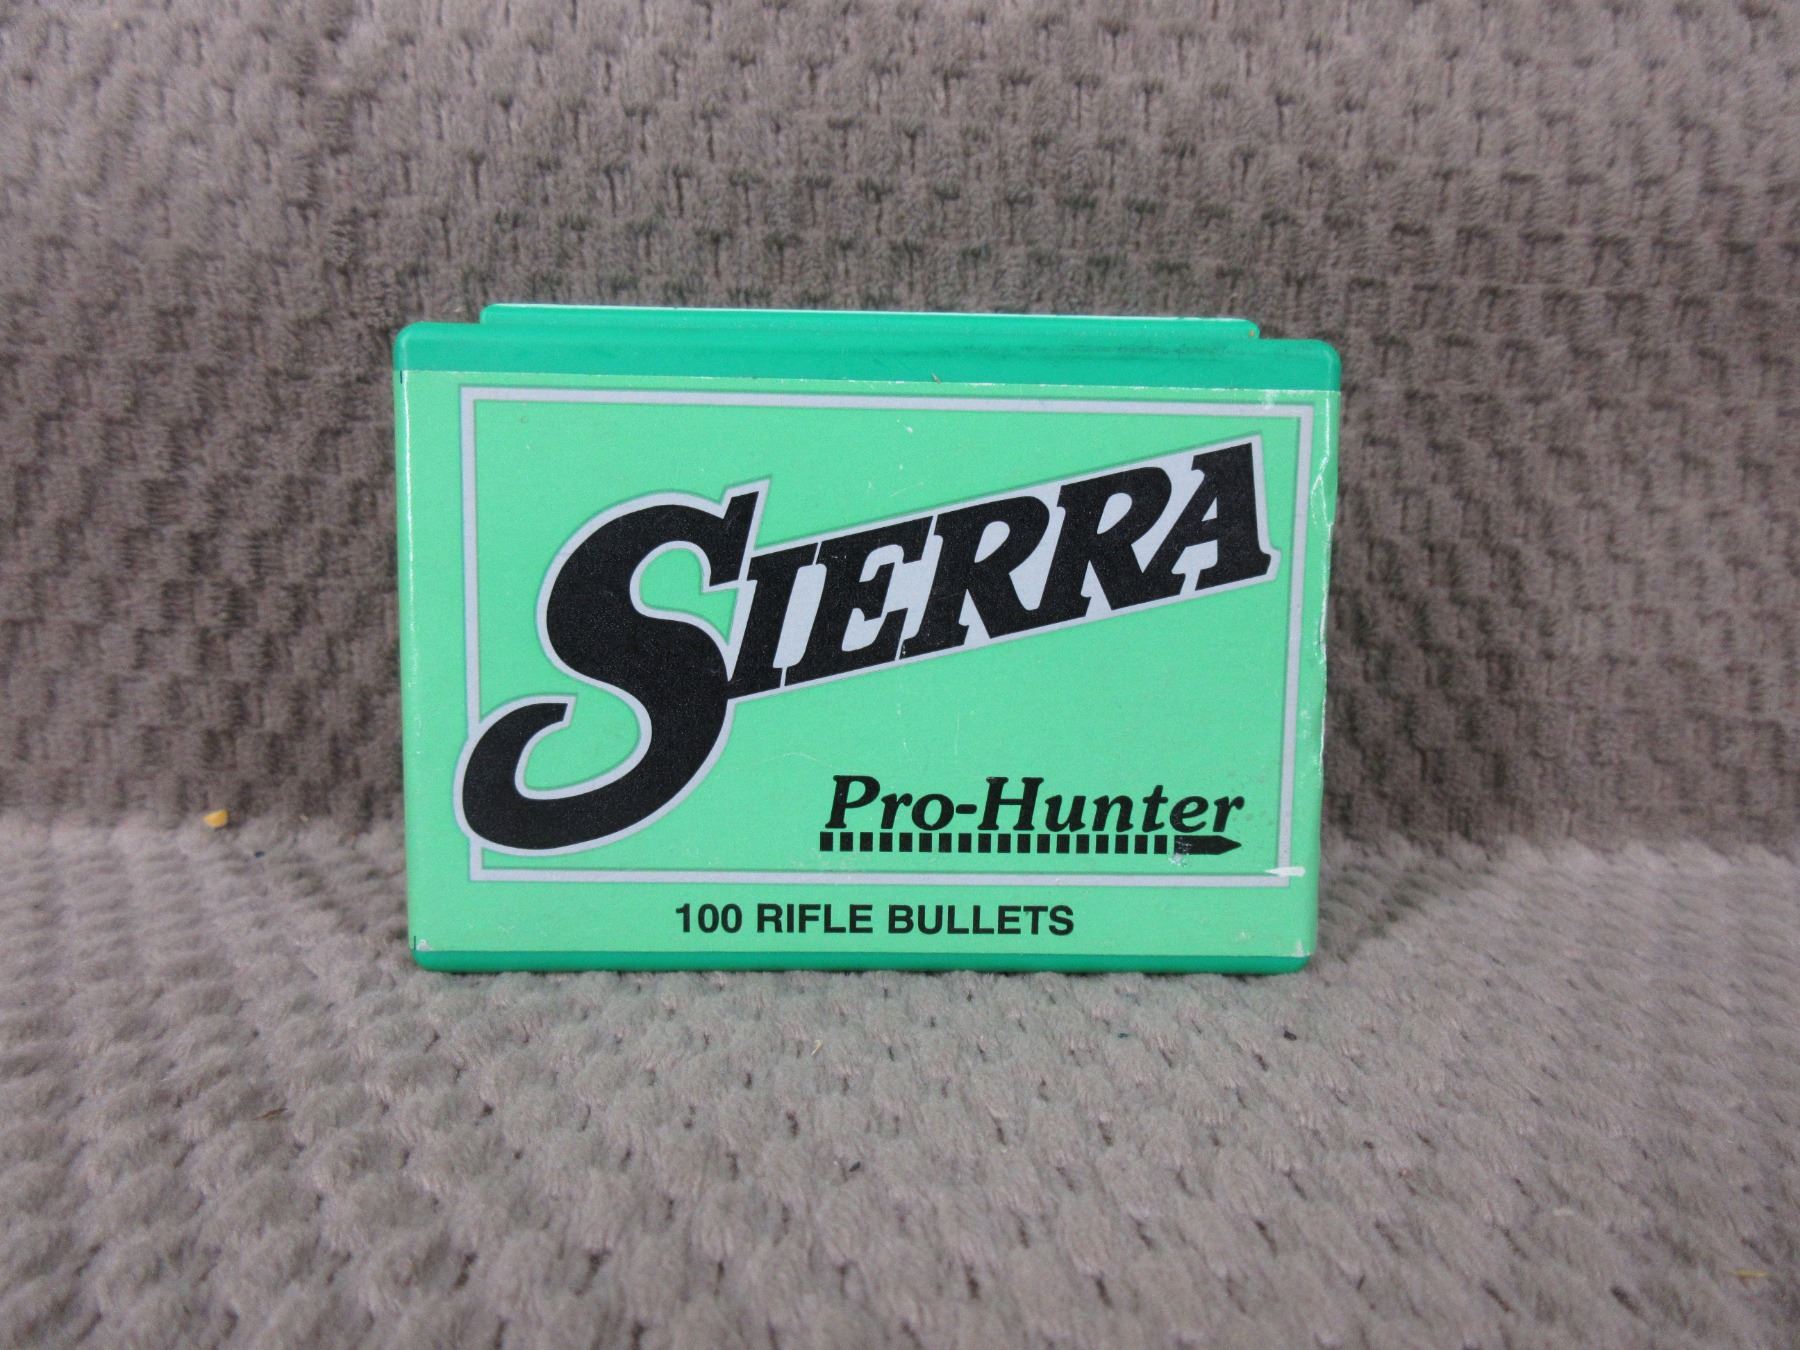 SIERRA
Pro-Hunter
100 RIFLE BULLETS